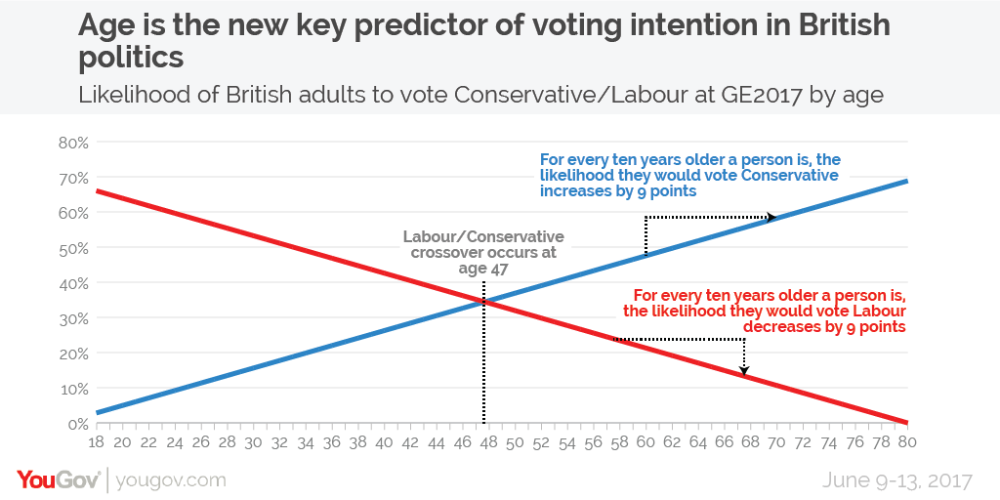 Age is the new key predictor of voting intention in British
politics
Likelihood of British adults to vote Conservative/Labour at GE2017 by age
80%
70%
60%
50%
40%
30%
20%
10%
0%
For every ten years older a person is, the
likelihood they would vote Conservative
increases by 9 points
Labour/Conservative
crossover occurs at
age 47
For every ten years older a person is,
the likelihood they would vote Labour
decreases by 9 points
18 20 22 24 26 28 30 32 34 36 38 40 42 44 46 48 50 52 54 56 58 60 62 64 66 68 70 72 74 76 78 80
YouGov® yougov.com
June 9-13, 2017